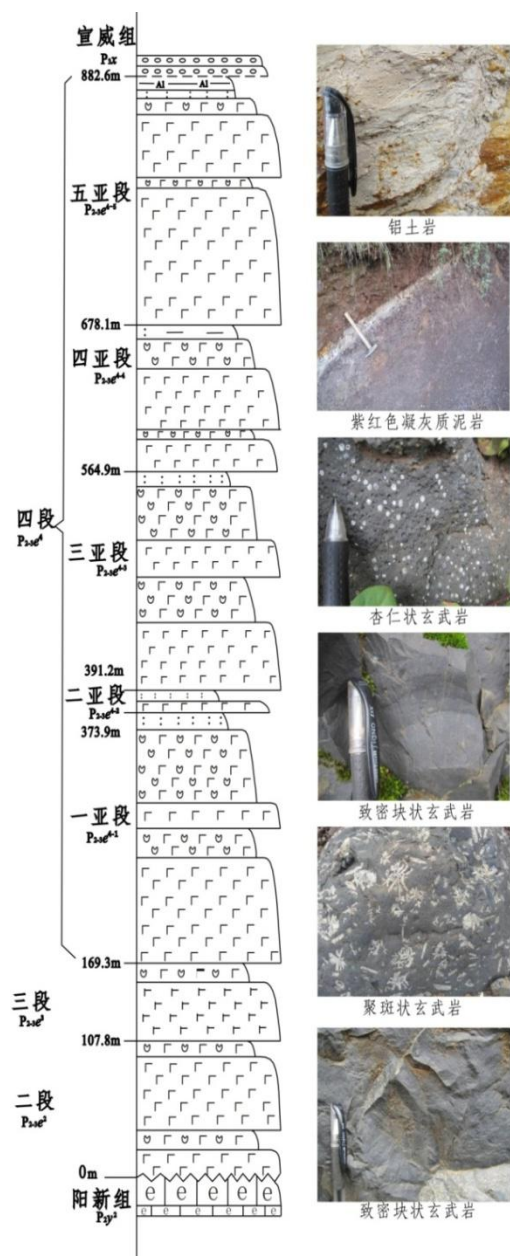 宣威组
P₃x
882.6m
Al Al
五亚段
P₂₋₃e⁴⁻⁵
678.1m
四亚段
P₂₋₃e⁴⁻⁴
564.9m
四段
P₂₋₃e⁴
三亚段
P₂₋₃e⁴⁻³
391.2m
二亚段
P₂₋₃e⁴⁻²
373.9m
一亚段
P₂₋₃e⁴⁻¹
169.3m
三段
P₂₋₃e³
107.8m
二段
P₂₋₃e²
0m
阳新组
P₂y²
e e e e
e e e e e
铝土岩
紫红色凝灰质泥岩
杏仁状玄武岩
致密块状玄武岩
聚斑状玄武岩
致密块状玄武岩